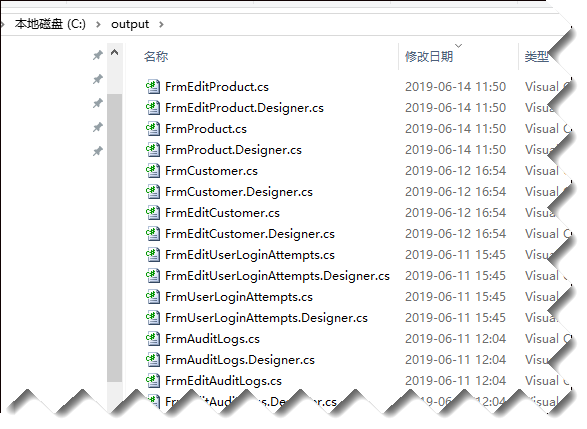 本地磁盘 (C:) > output >
名称 修改日期 类型
FrmEditProduct.cs 2019-06-14 11:50 Visual C
FrmEditProduct.Designer.cs 2019-06-14 11:50 Visual
FrmProduct.cs 2019-06-14 11:50 Visual
FrmProduct.Designer.cs 2019-06-14 11:50 Visual C
FrmCustomer.cs 2019-06-12 16:54 Visual C
FrmCustomer.Designer.cs 2019-06-12 16:54 Visual
FrmEditCustomer.cs 2019-06-12 16:54 Visual C
FrmEditCustomer.Designer.cs 2019-06-12 16:54 Visual C
FrmEditUserLoginAttempts.cs 2019-06-11 15:45 Visual
FrmEditUserLoginAttempts.Designer.cs 2019-06-11 15:45 Visual C
FrmUserLoginAttempts.cs 2019-06-11 15:45 Visual C
FrmUserLoginAttempts.Designer.cs 2019-06-11 15:45 Visual
FrmAuditLogs.cs 2019-06-11 12:04 Visual C
FrmAuditLogs.Designer.cs 2019-06-11 12:04 Visual C
FrmEditAuditLogs.cs 2019-06-11 12:04 Visual
Designer.cs 2019-06-11 12:04 Visual C